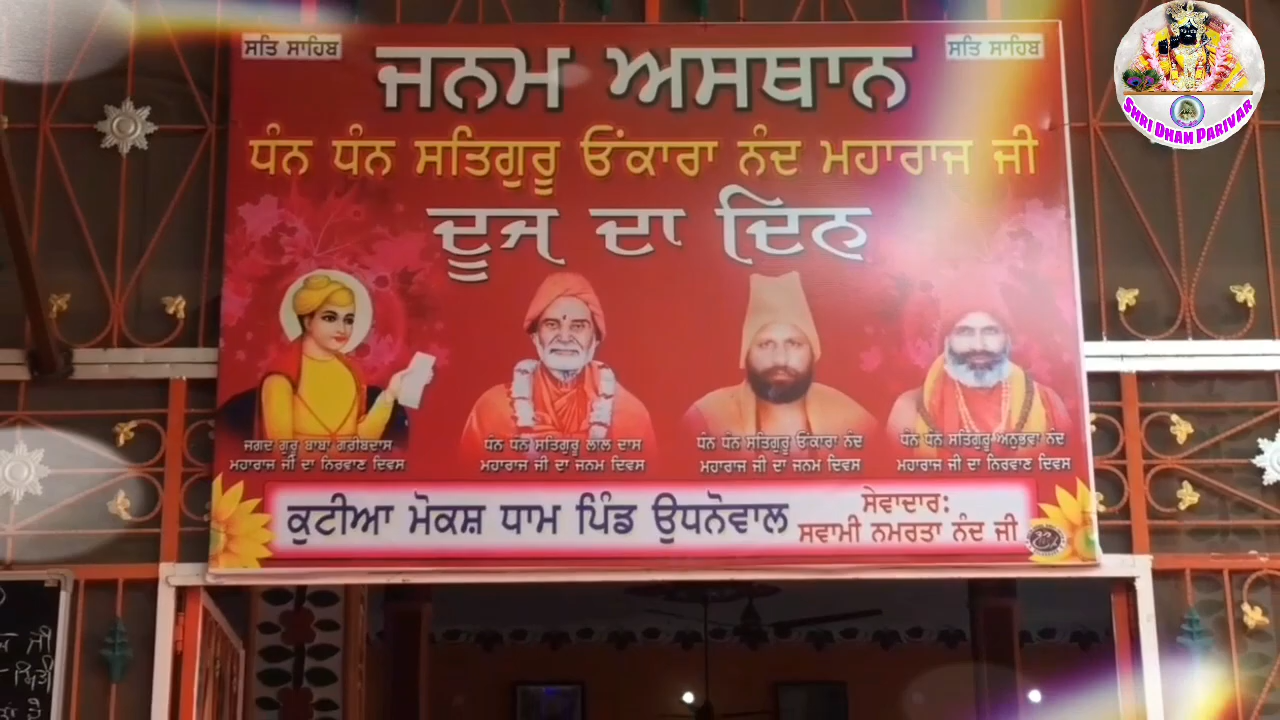 ਸਤਿ ਸਾਹਿਬ
ਸਤਿ ਸਾਹਿਬ
ਜਨਮ ਅਸਥਾਨ
ਧੰਨ ਧੰਨ ਸਤਿਗੁਰੂ ਓਂਕਾਰਾ ਨੰਦ ਮਹਾਰਾਜ ਜੀ
ਦੂਜ ਦਾ ਦਿਨ
ਜਗਦ ਗੁਰੂ ਬਾਬਾ ਗਰੀਬਦਾਸ
ਮਹਾਰਾਜ ਜੀ ਦਾ ਨਿਰਵਾਣ ਦਿਵਸ
ਧੰਨ ਧੰਨ ਸਤਿਗੁਰੂ ਲਾਲ ਦਾਸ
ਮਹਾਰਾਜ ਜੀ ਦਾ ਜਨਮ ਦਿਵਸ
ਧੰਨ ਧੰਨ ਸਤਿਗੁਰੂ ਓਂਕਾਰਾ ਨੰਦ
ਮਹਾਰਾਜ ਜੀ ਦਾ ਜਨਮ ਦਿਵਸ
ਧੰਨ ਧੰਨ ਸਤਿਗੁਰੂ ਅਨੁਭਵਾ ਨੰਦ
ਮਹਾਰਾਜ ਜੀ ਦਾ ਨਿਰਵਾਣ ਦਿਵਸ
ਕੁਟੀਆ ਮੋਕਸ਼ ਧਾਮ ਪਿੰਡ ਉਧਨੋਵਾਲ
ਸੇਵਾਦਾਰ:
ਸਵਾਮੀ ਨਮਰਤਾ ਨੰਦ ਜੀ
Shri Dham Parivar
ਜੀ